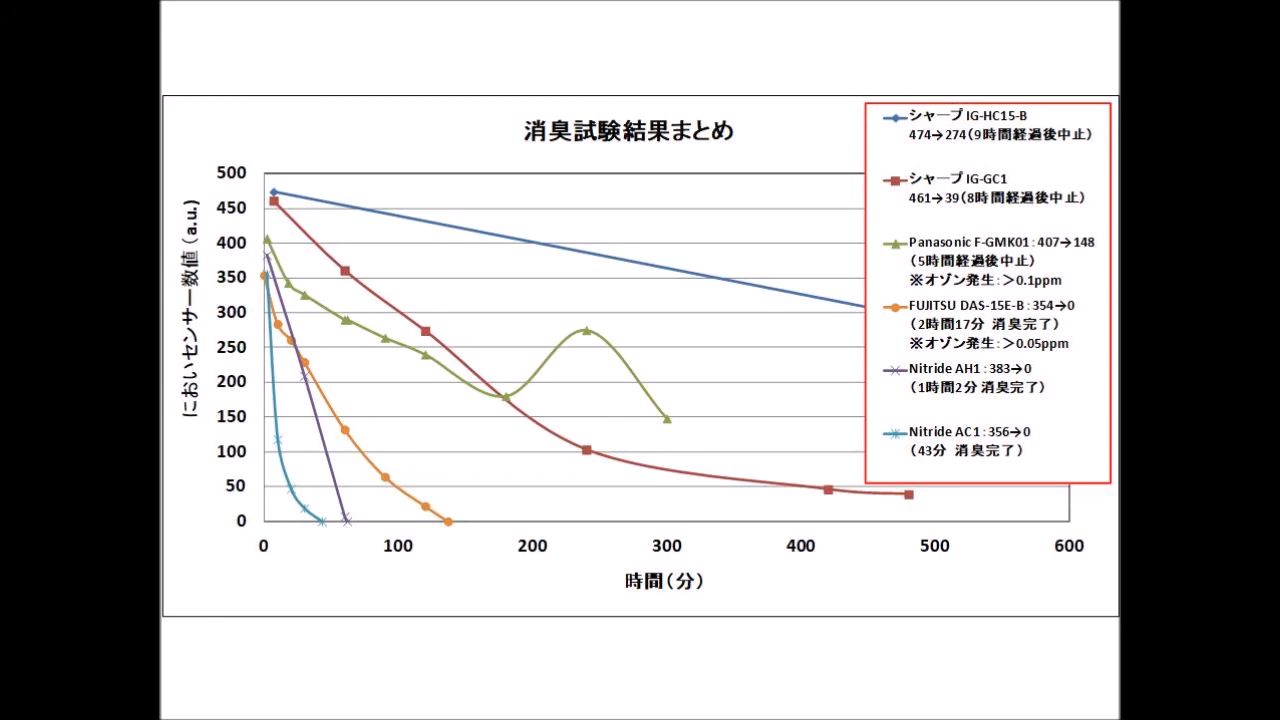 消臭試験結果まとめ
シャープ IG-HC15-B
474→274（9時間経過後中止）
シャープ IG-GC1
461→39（8時間経過後中止）
Panasonic F-GMK01：407→148
（5時間経過後中止）
※オゾン発生：＞0.1ppm
FUJITSU DAS-15E-B：354→0
（2時間17分 消臭完了）
※オゾン発生：＞0.05ppm
Nitride AH1：383→0
（1時間2分 消臭完了）
Nitride AC1：356→0
（43分 消臭完了）
においセンサー数値（a.u.）
500
450
400
350
300
250
200
150
100
50
0
0 100 200 300 400 500 600
時間（分）